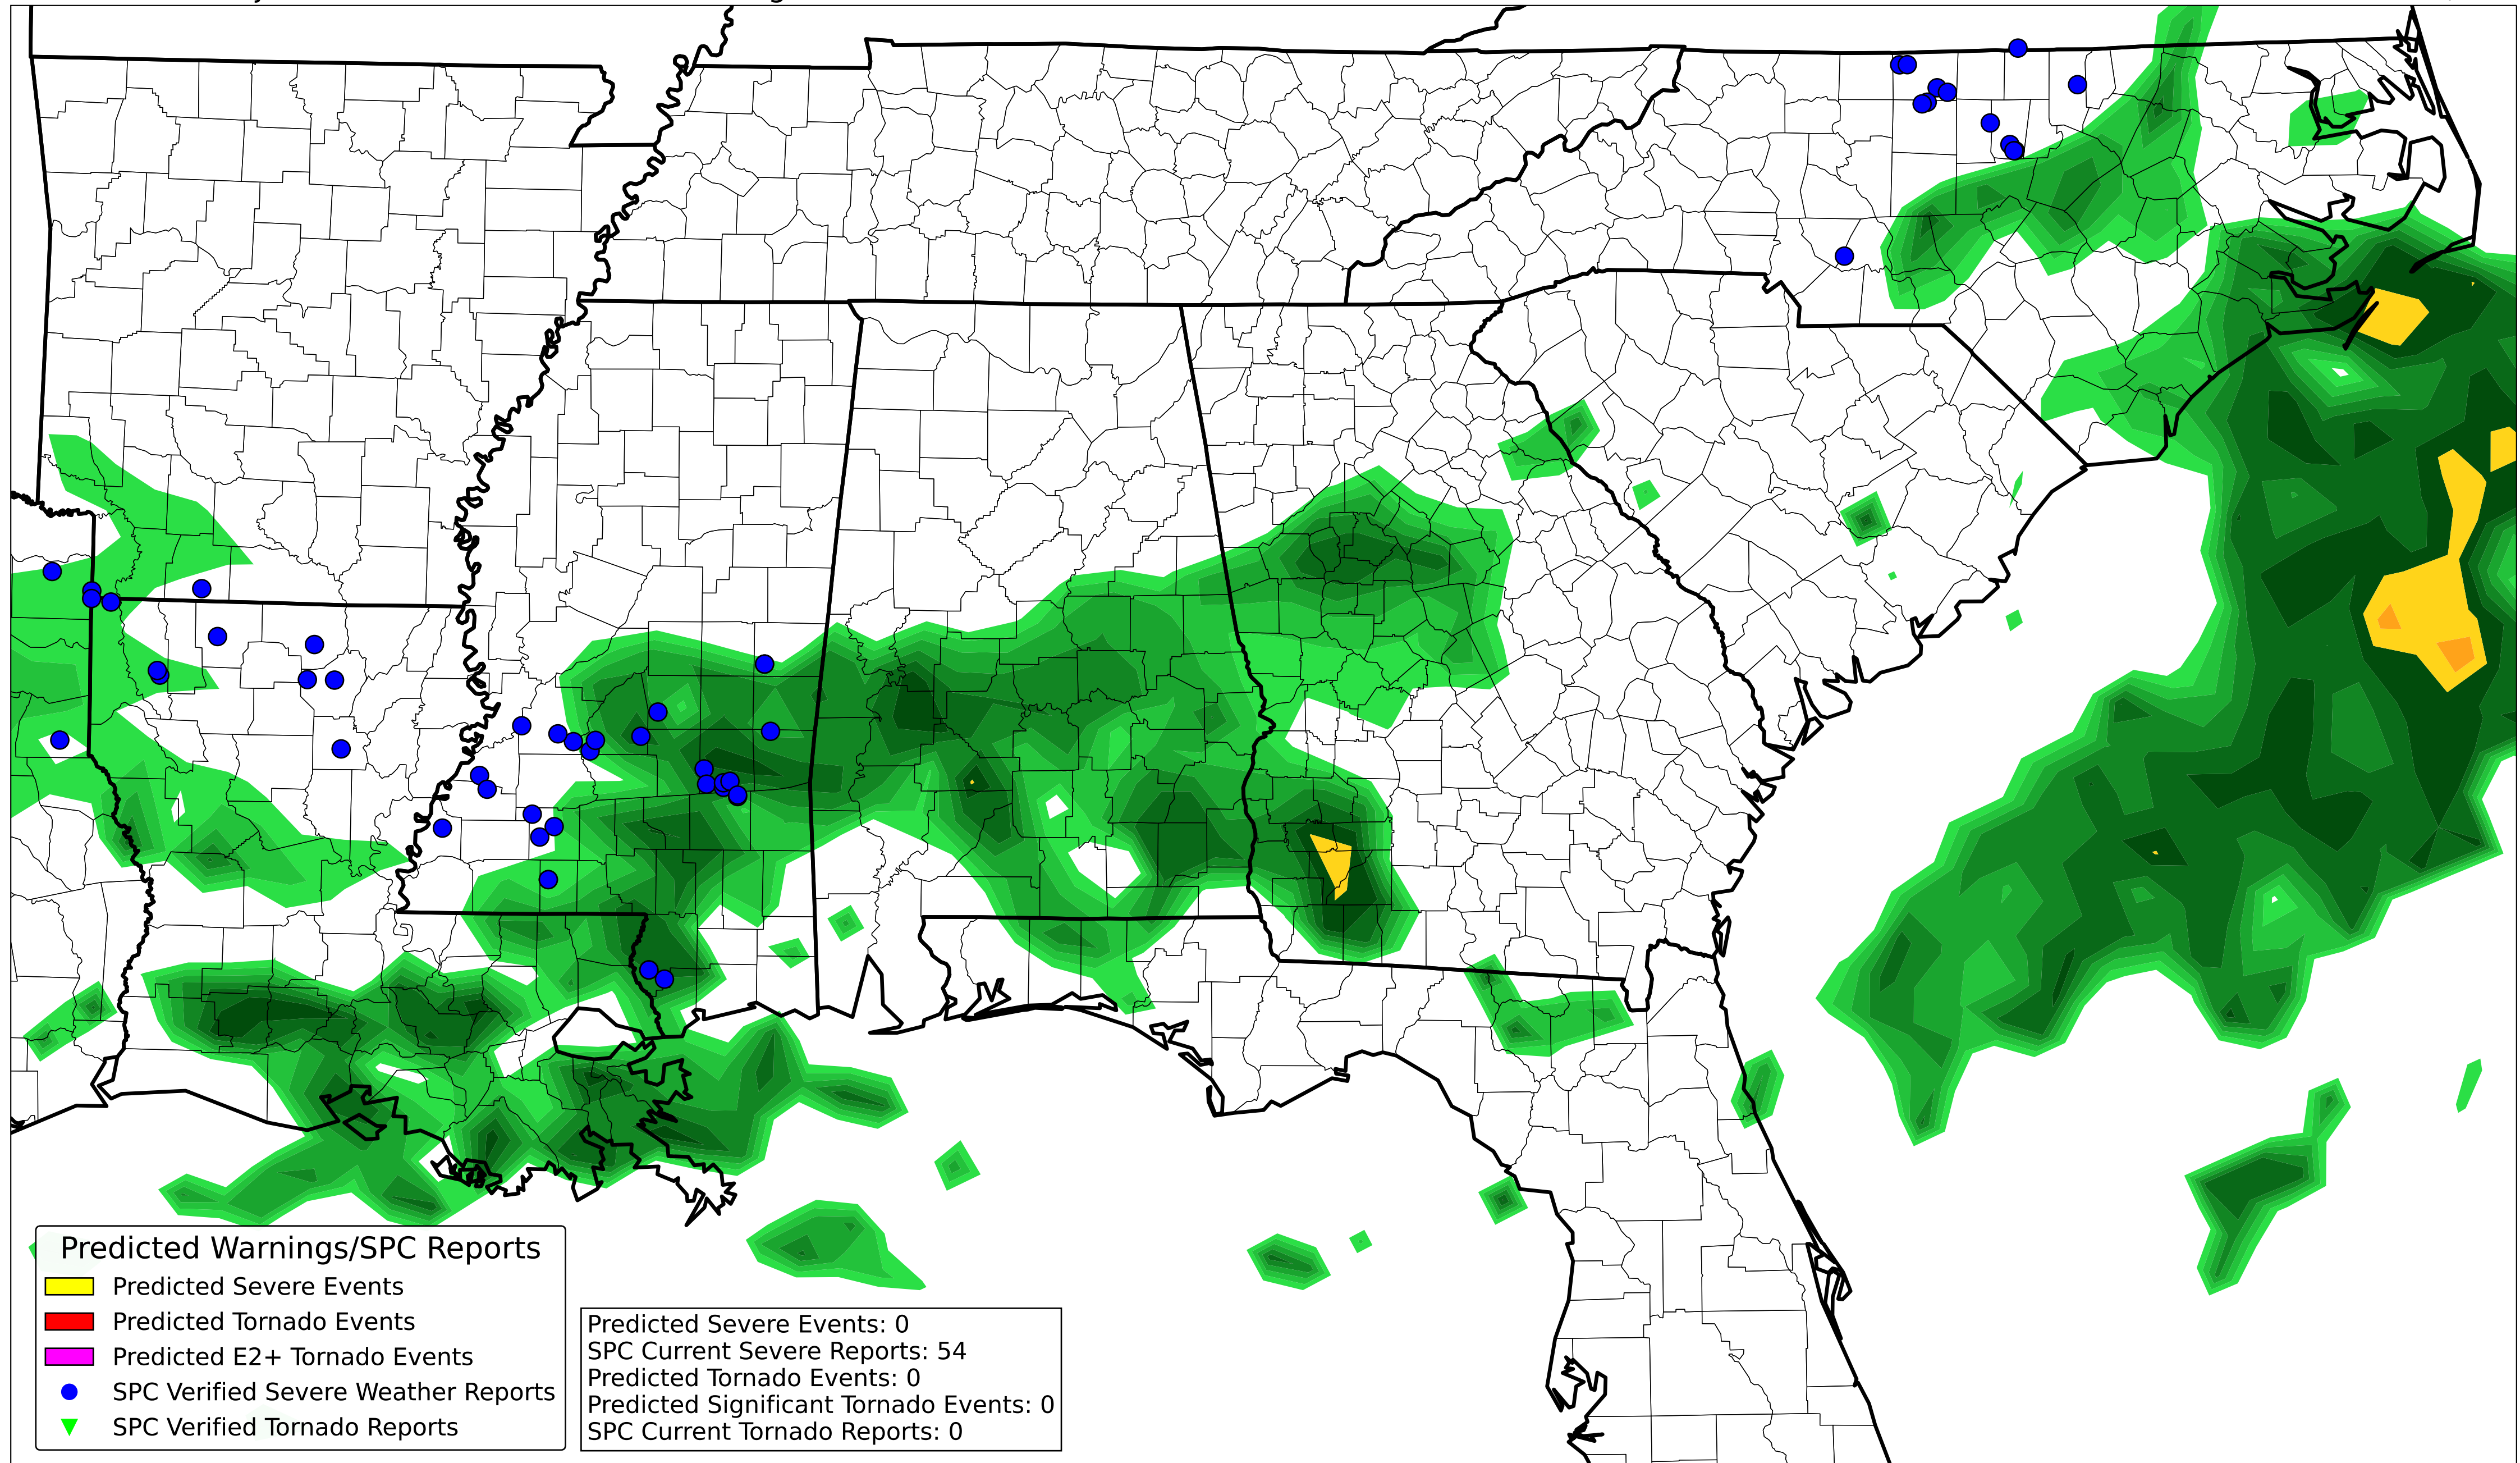 Predicted Warnings/SPC Reports
Predicted Severe Events
Predicted Tornado Events
Predicted E2+ Tornado Events
SPC Verified Severe Weather Reports
SPC Verified Tornado Reports
Predicted Severe Events: 0
SPC Current Severe Reports: 54
Predicted Tornado Events: 0
Predicted Significant Tornado Events: 0
SPC Current Tornado Reports: 0